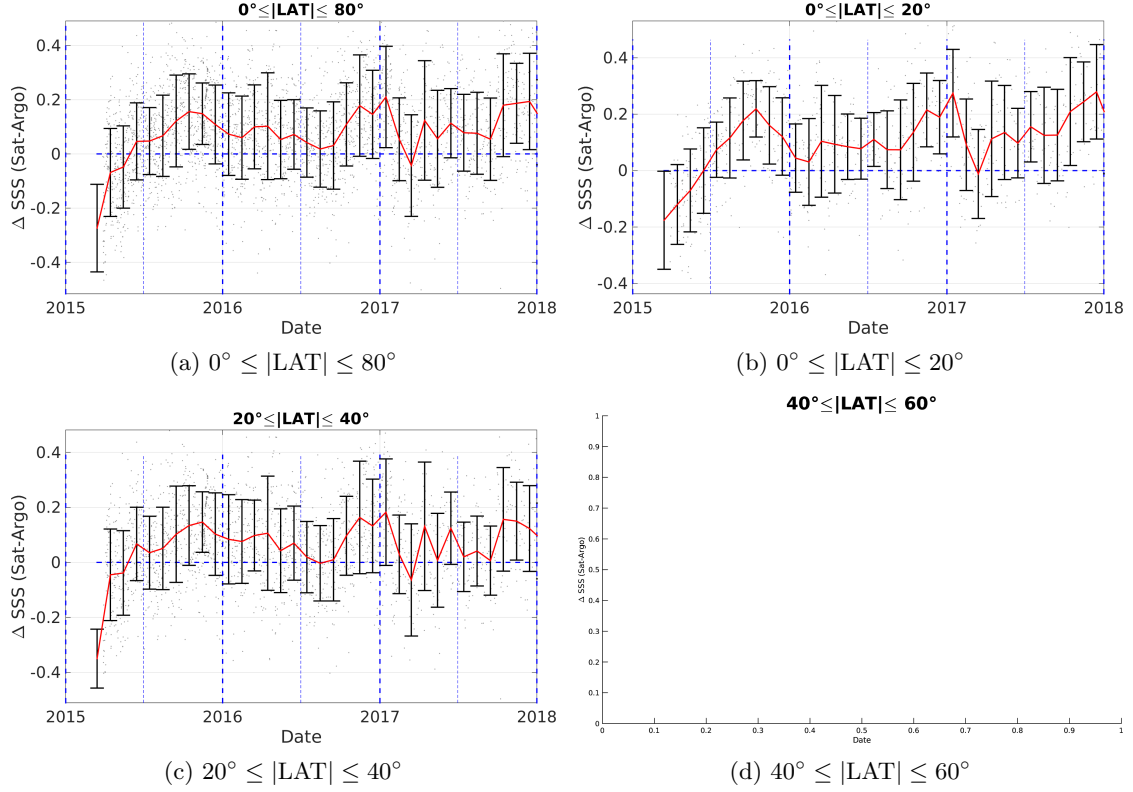 0°≤|LAT|≤ 80°
0.4
0.2
0
-0.2
-0.4
Δ SSS (Sat-Argo)
2015 2016 2017 2018
Date
(a) 0° ≤ |LAT| ≤ 80°
0°≤|LAT|≤ 20°
0.4
0.2
0
-0.2
-0.4
Δ SSS (Sat-Argo)
2015 2016 2017 2018
Date
(b) 0° ≤ |LAT| ≤ 20°
20°≤|LAT|≤ 40°
0.4
0.2
0
-0.2
-0.4
Δ SSS (Sat-Argo)
2015 2016 2017 2018
Date
(c) 20° ≤ |LAT| ≤ 40°
40°≤|LAT|≤ 60°
1
0.9
0.8
0.7
0.6
0.5
0.4
0.3
0.2
0.1
0
Δ SSS (Sat-Argo)
0 0.1 0.2 0.3 0.4 0.5 0.6 0.7 0.8 0.9 1
Date
(d) 40° ≤ |LAT| ≤ 60°